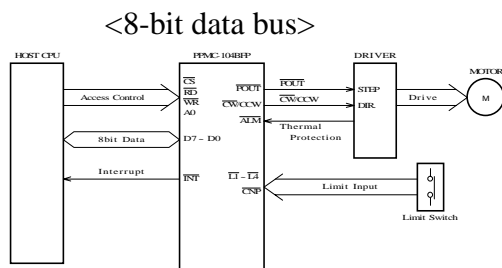 <8-bit data bus>
HOST CPU
PPMC-104BFP
DRIVER
MOTOR
CS
RD
WR
A0
Access Control
POUT
POUT
STEP
CW/CCW
CW/CCW
DIR.
Drive
M
ALM
Thermal
Protection
8bit Data
D7 - D0
Interrupt
INT
L1 - L4
CNP
Limit Input
Limit Switch